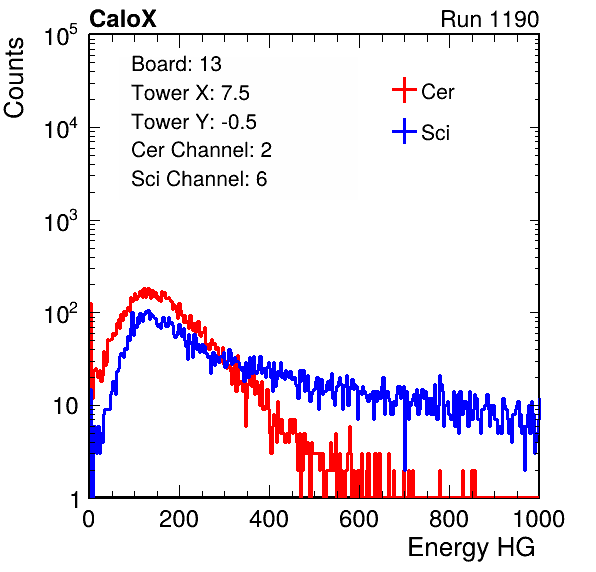 CaloX Run 1190
Counts
10^5
10^4
10^3
10^2
10
1
Board: 13
Tower X: 7.5
Tower Y: -0.5
Cer Channel: 2
Sci Channel: 6
Cer
Sci
0 200 400 600 800 1000
Energy HG